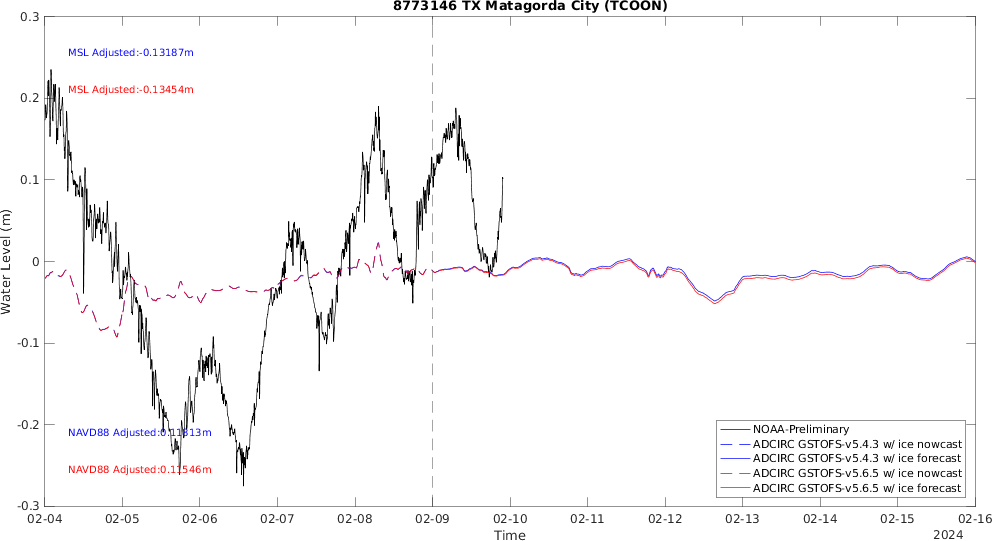 8773146 TX Matagorda City (TCOON)
0.3
0.2
0.1
0
-0.1
-0.2
-0.3
Water Level (m)
MSL Adjusted:-0.13187m
MSL Adjusted:-0.13454m
NAVD88 Adjusted:0.11813m
NAVD88 Adjusted:0.11546m
NOAA-Preliminary
ADCIRC GSTOFS-v5.4.3 w/ ice nowcast
ADCIRC GSTOFS-v5.4.3 w/ ice forecast
ADCIRC GSTOFS-v5.6.5 w/ ice nowcast
ADCIRC GSTOFS-v5.6.5 w/ ice forecast
02-04 02-05 02-06 02-07 02-08 02-09 02-10 02-11 02-12 02-13 02-14 02-15 02-16
Time
2024